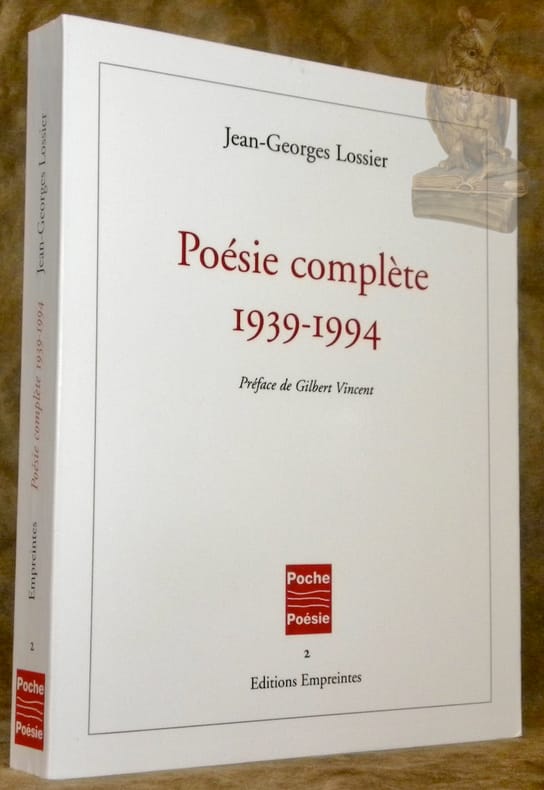 Jean-Georges Lossier
Poésie complète
1939-1994
Préface de Gilbert Vincent
Poche
Poésie
2
Editions Empreintes
Jean-Georges Lossier
Poésie complète 1939-1994
Empreintes
2
Poche
Poésie